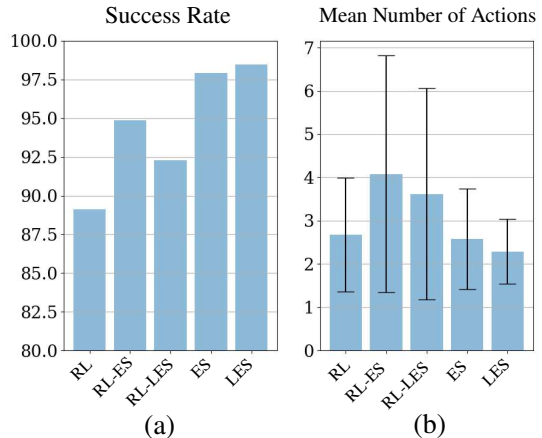 Success Rate
100.0
97.5
95.0
92.5
90.0
87.5
85.0
82.5
80.0
RL
RL-ES
RL-LES
ES
LES
(a)
Mean Number of Actions
7
6
5
4
3
2
1
0
RL
RL-ES
RL-LES
ES
LES
(b)